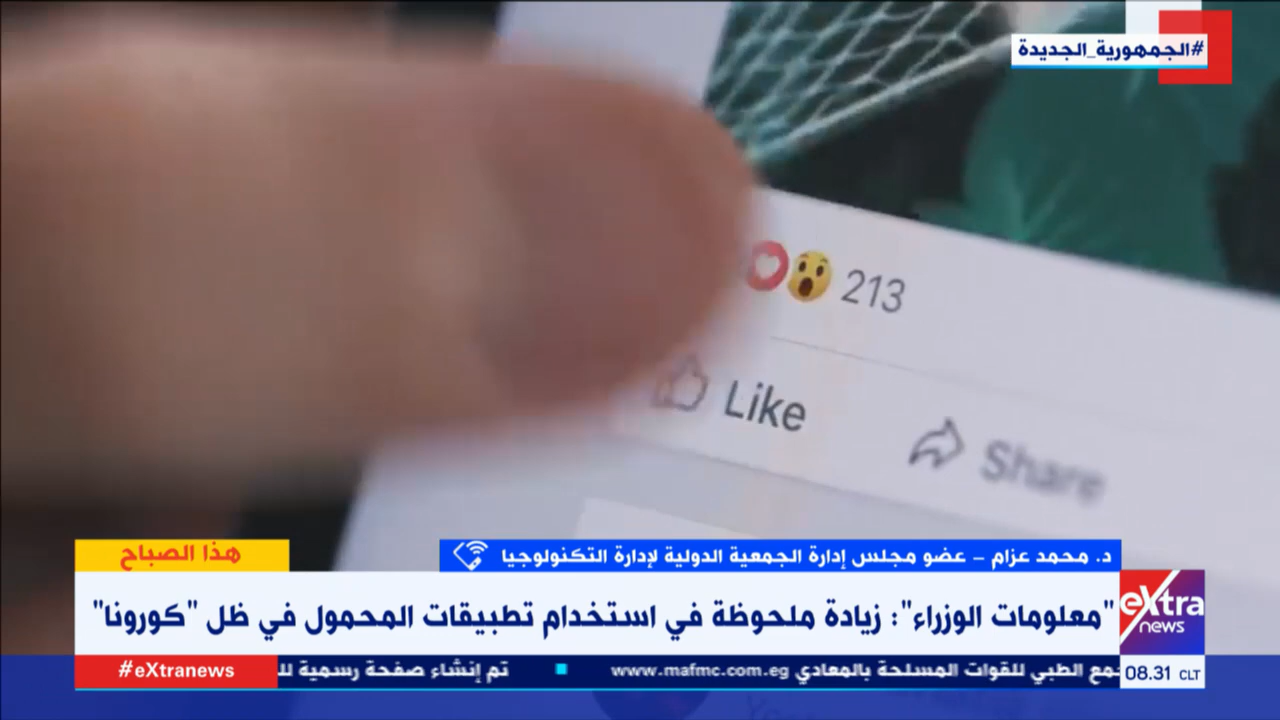 #الجمهورية_الجديدة
213
Like
Share
هذا الصباح
د. محمد عزام – عضو مجلس إدارة الجمعية الدولية لإدارة التكنولوجيا
"معلومات الوزراء": زيادة ملحوظة في استخدام تطبيقات المحمول في ظل "كورونا"
eXtra
news
#eXtranews
جمع الطبي للقوات المسلحة بالمعادي www.mafmc.com.eg ■ تم إنشاء صفحة رسمية لل
08.31 CLT